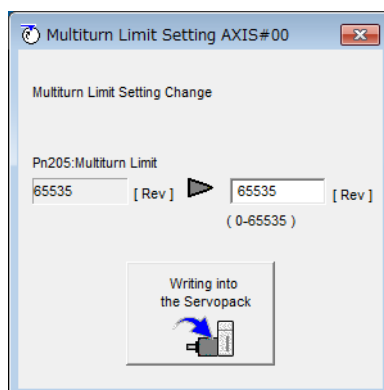 Multiturn Limit Setting AXIS#00
Multiturn Limit Setting Change
Pn205:Multiturn Limit
65535 [ Rev ] 65535 [ Rev ]
( 0-65535 )
Writing into
the Servopack